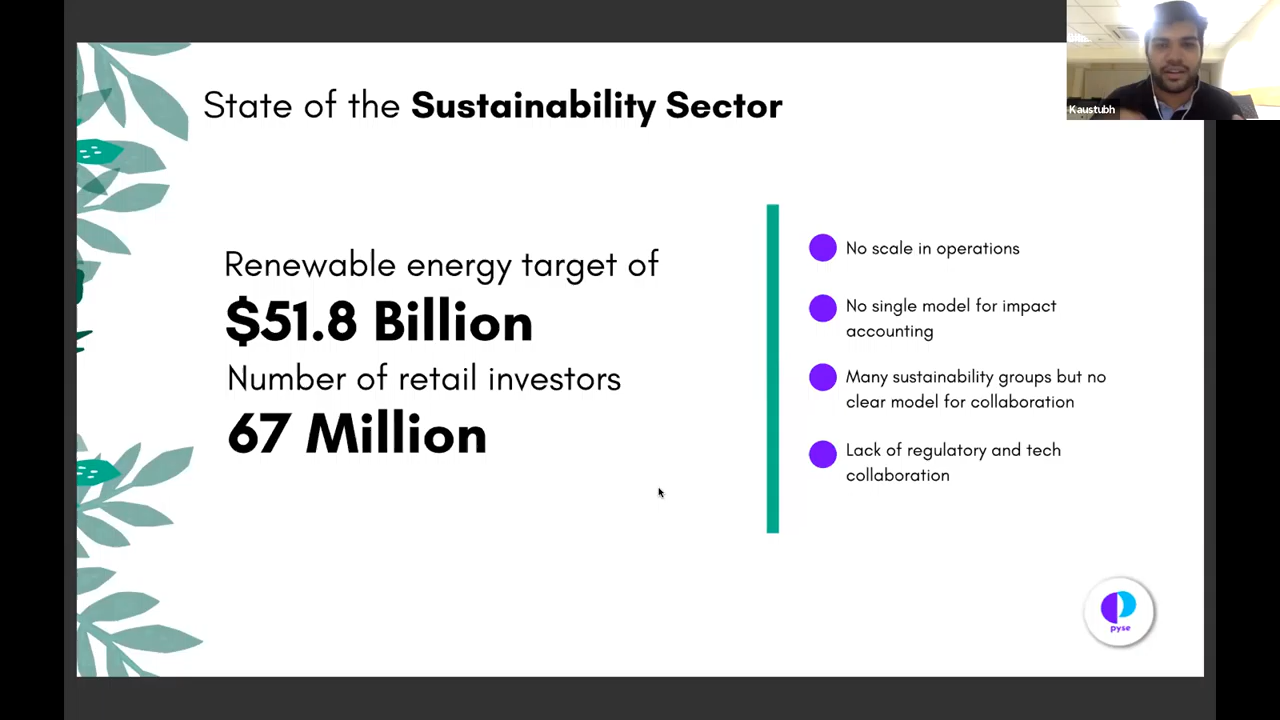 State of the Sustainability Sector
Kaustubh
Renewable energy target of
$51.8 Billion
Number of retail investors
67 Million
No scale in operations
No single model for impact
accounting
Many sustainability groups but no
clear model for collaboration
Lack of regulatory and tech
collaboration
pyse